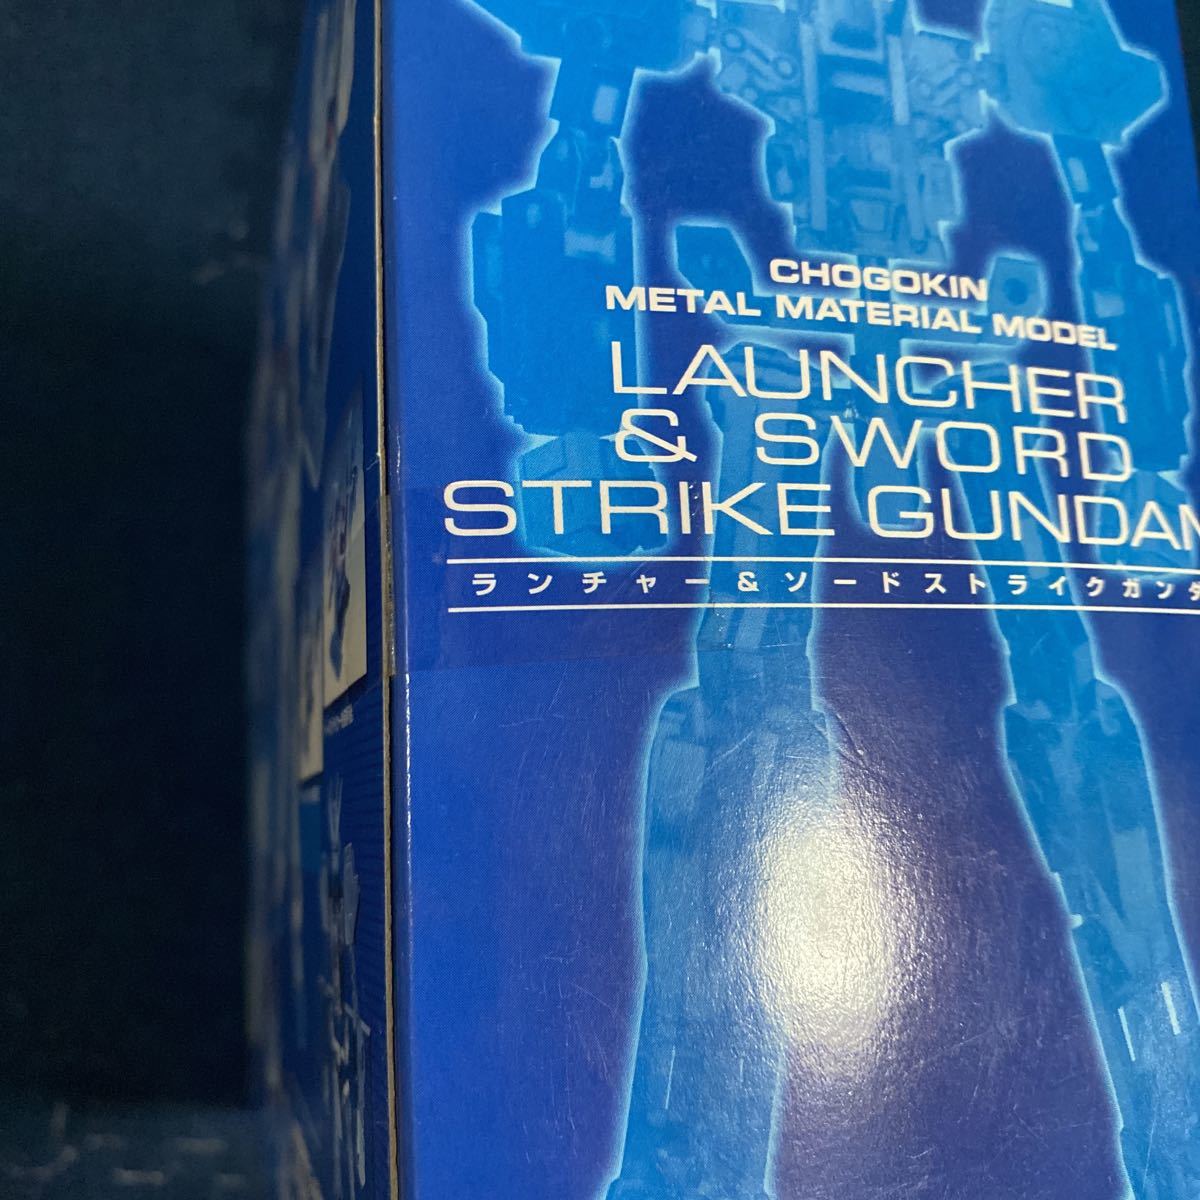 CHOGOKIN
METAL MATERIAL MODEL
LAUNCHER
& SWORD
STRIKE GUNDAM
ランチャー&ソードストライクガンダ